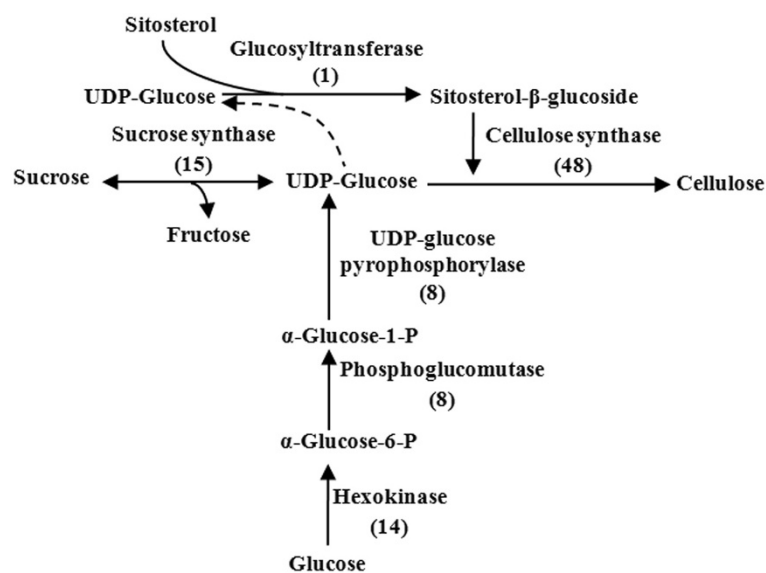 Sitosterol
Glucosyltransferase
(1)
UDP-Glucose
Sitosterol-β-glucoside
Sucrose synthase
(15)
Cellulose synthase
(48)
Sucrose
UDP-Glucose
Cellulose
Fructose
UDP-glucose
pyrophosphorylase
(8)
α-Glucose-1-P
Phosphoglucomutase
(8)
α-Glucose-6-P
Hexokinase
(14)
Glucose